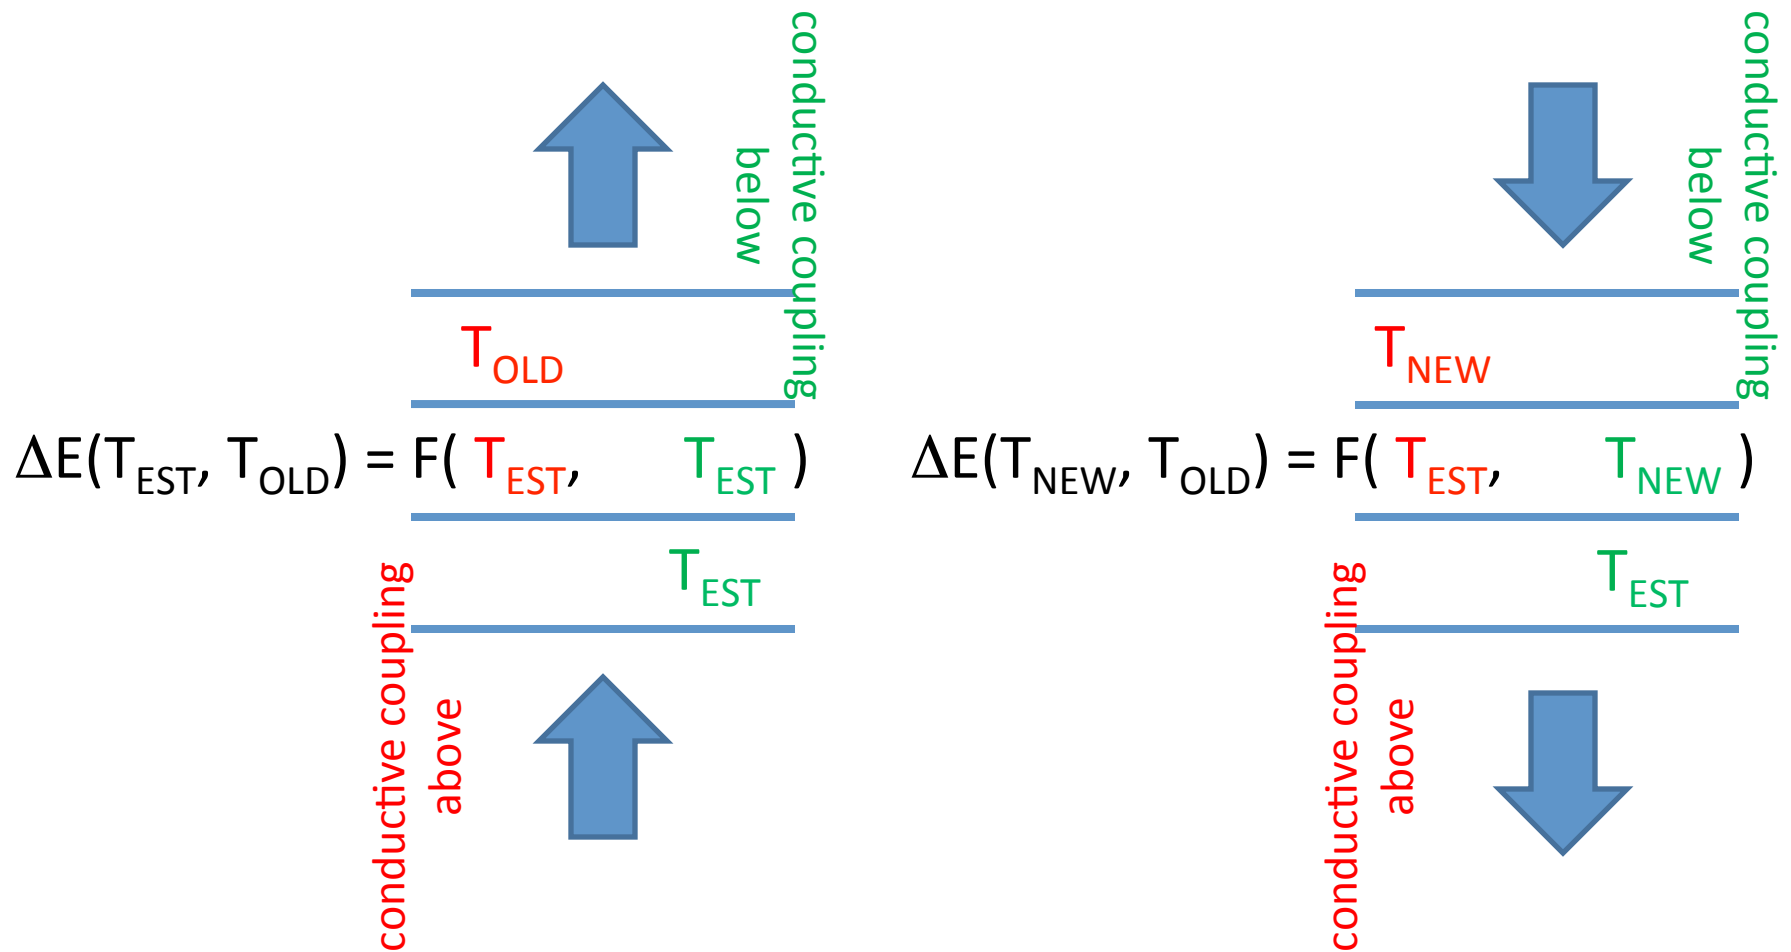 conductive coupling
below
T_OLD
ΔE(T_EST, T_OLD) = F( T_EST, T_EST )
T_EST
conductive coupling
above
conductive coupling
below
T_NEW
ΔE(T_NEW, T_OLD) = F( T_EST, T_NEW )
T_EST
conductive coupling
above